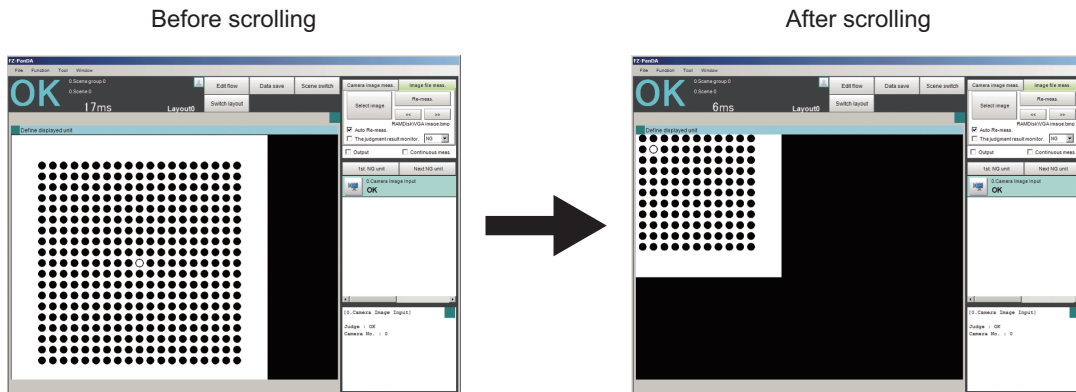 Before scrolling
After scrolling
FZ-PanDA
File Function Tool Window
OK
0.Scene group 0
0.Scene 0
17ms
Layout0
Edit flow
Data save
Scene switch
Switch layout
Define displayed unit
Camera image meas.
Image file meas.
Select image
Re-meas.
<< >>
RAMDisk\VGA image.bmp
Auto Re-meas.
The judgment result monitor. NG
Output
Continuous meas.
1st. NG unit
Next NG unit
0.Camera Image Input
OK
[0.Camera Image Input]
Judge : OK
Camera No. : 0
FZ-PanDA
File Function Tool Window
OK
0.Scene group 0
0.Scene 0
6ms
Layout0
Edit flow
Data save
Scene switch
Switch layout
Define displayed unit
Camera image meas.
Image file meas.
Select image
Re-meas.
<< >>
RAMDisk\VGA image.bmp
Auto Re-meas.
The judgment result monitor. NG
Output
Continuous meas.
1st. NG unit
Next NG unit
0.Camera Image Input
OK
[0.Camera Image Input]
Judge : OK
Camera No. : 0